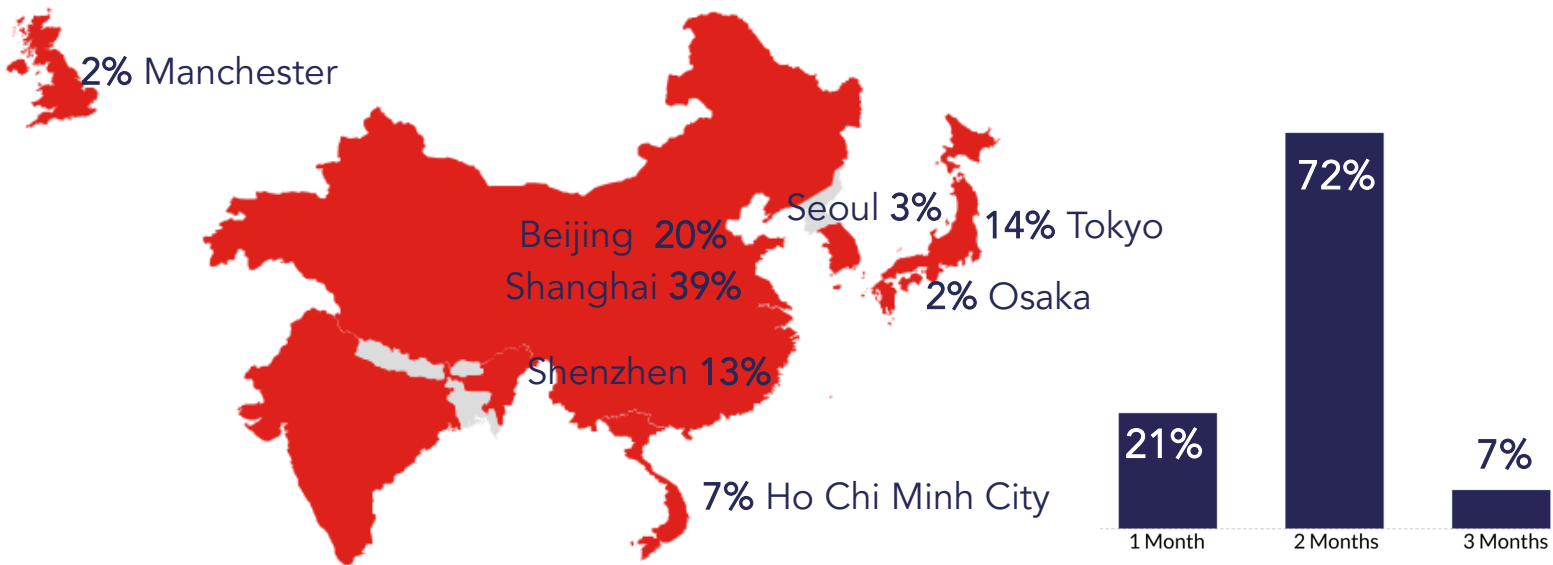 2% Manchester
Seoul 3%
14% Tokyo
Beijing 20%
Shanghai 39%
2% Osaka
Shenzhen 13%
7% Ho Chi Minh City
72%
21%
7%
1 Month
2 Months
3 Months